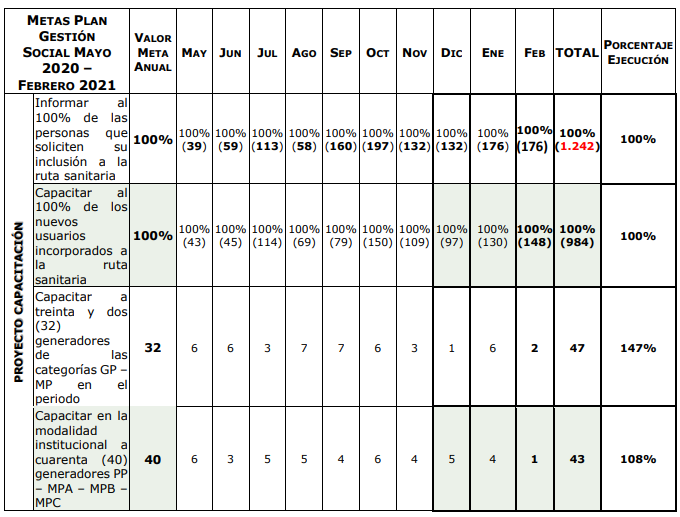 METAS PLAN
GESTIÓN
SOCIAL MAYO
2020 –
FEBRERO 2021
VALOR
META
ANUAL
MAY
JUN
JUL
AGO
SEP
OCT
NOV
DIC
ENE
FEB
TOTAL
PORCENTAJE
EJECUCIÓN
PROYECTO CAPACITACIÓN
Informar al
100% de las
personas que
soliciten su
inclusión a la
ruta sanitaria
100%
100%
(39)
100%
(59)
100%
(113)
100%
(58)
100%
(160)
100%
(197)
100%
(132)
100%
(132)
100%
(176)
100%
(176)
100%
(1.242)
100%
Capacitar al
100% de los
nuevos
usuarios
incorporados a
la ruta
sanitaria
100%
100%
(43)
100%
(45)
100%
(114)
100%
(69)
100%
(79)
100%
(150)
100%
(109)
100%
(97)
100%
(130)
100%
(148)
100%
(984)
100%
Capacitar a
treinta y dos
(32)
generadores
de las
categorías GP –
MP en el
periodo
32
6
6
3
7
7
6
3
1
6
2
47
147%
Capacitar en la
modalidad
institucional a
cuarenta (40)
generadores PP
– MPA – MPB –
MPC
40
6
3
5
5
4
6
4
5
4
1
43
108%